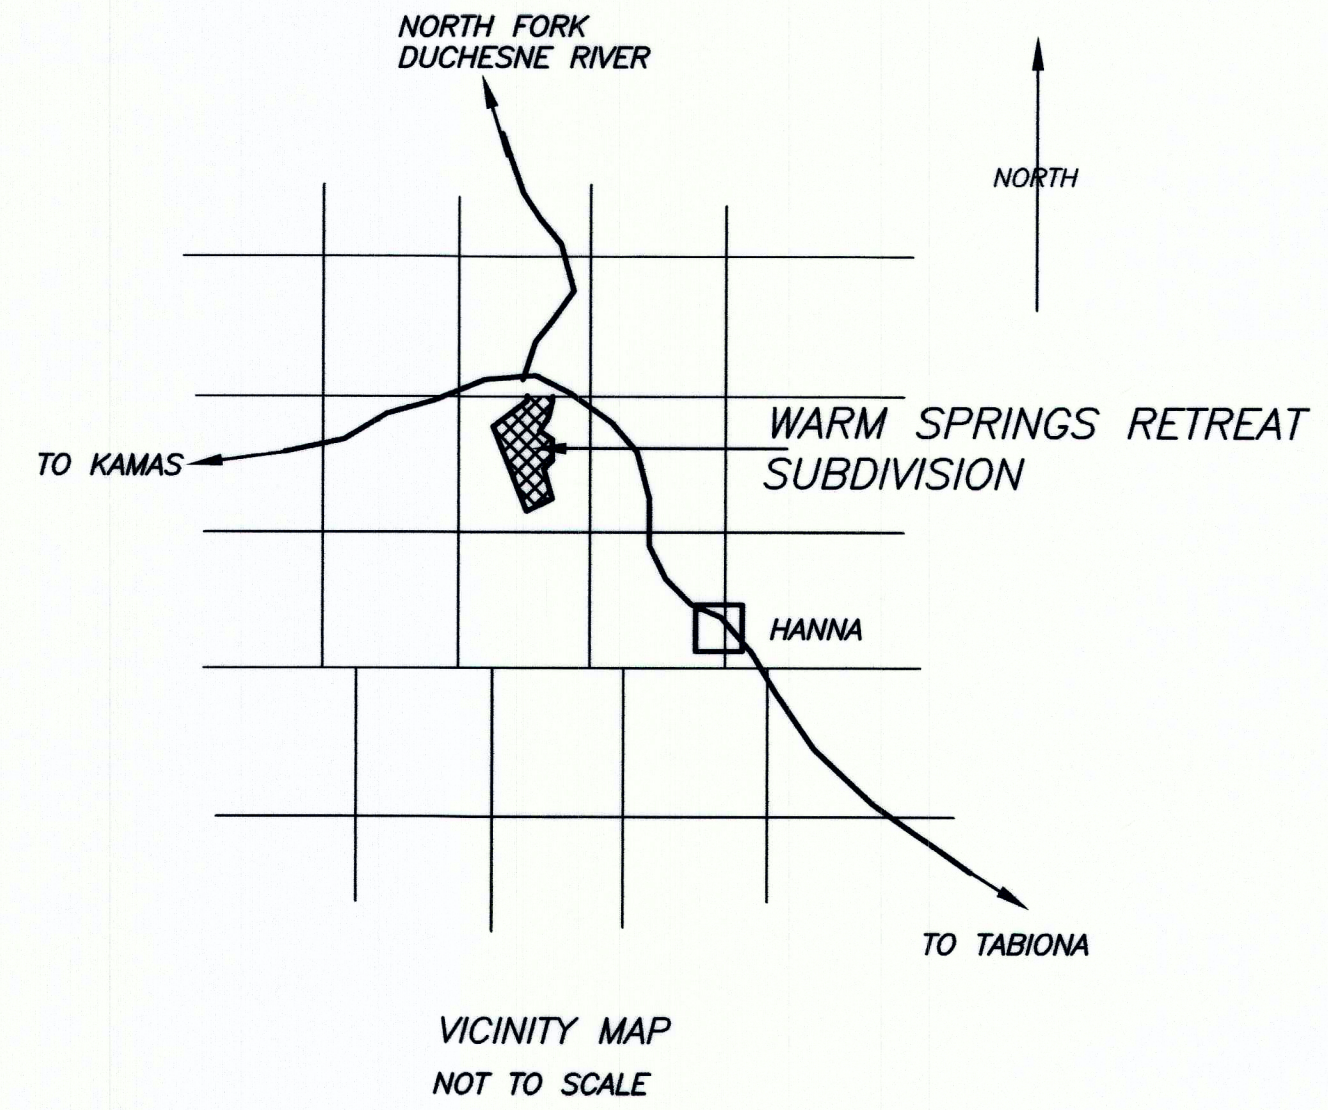 NORTH FORK
DUCHESNE RIVER
NORTH
WARM SPRINGS RETREAT
SUBDIVISION
TO KAMAS
HANNA
TO TABIONA
VICINITY MAP
NOT TO SCALE